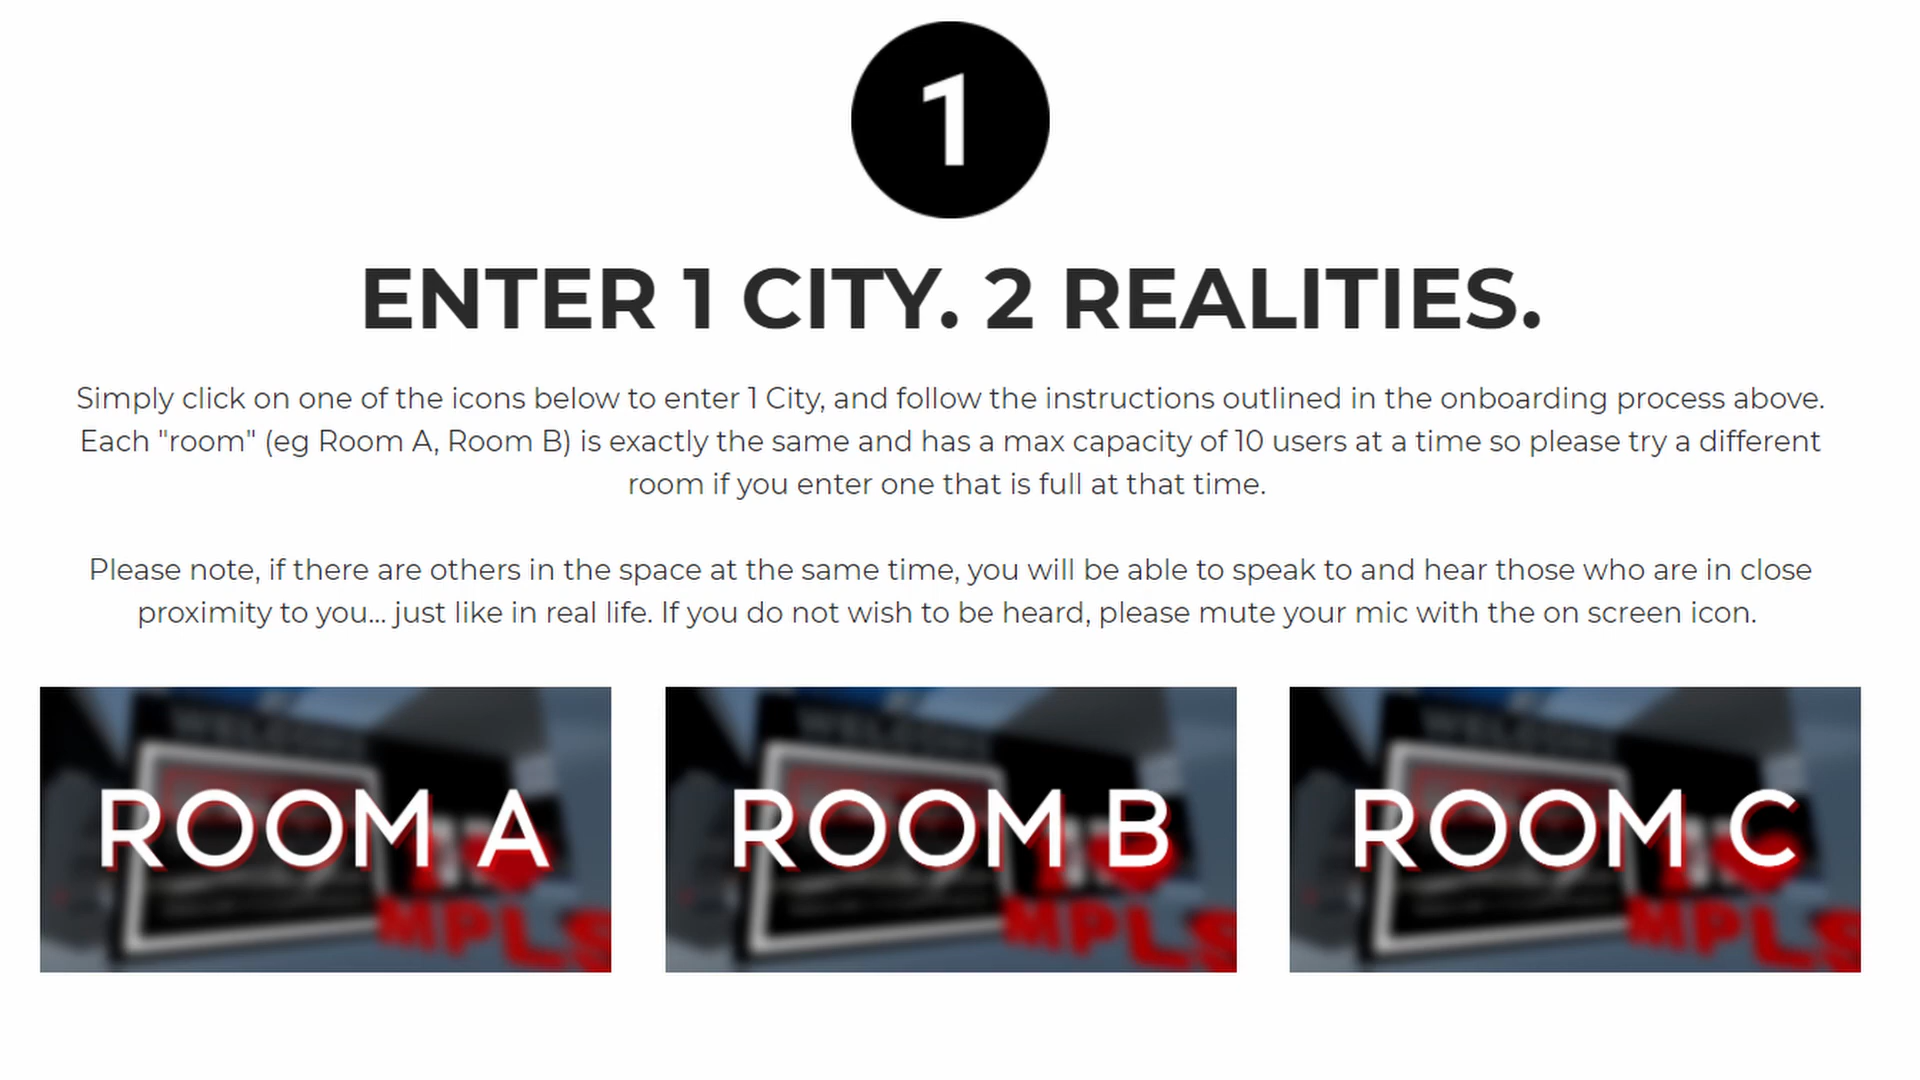 1
ENTER 1 CITY. 2 REALITIES.
Simply click on one of the icons below to enter 1 City, and follow the instructions outlined in the onboarding process above.
Each "room" (eg Room A, Room B) is exactly the same and has a max capacity of 10 users at a time so please try a different
room if you enter one that is full at that time.
Please note, if there are others in the space at the same time, you will be able to speak to and hear those who are in close
proximity to you... just like in real life. If you do not wish to be heard, please mute your mic with the on screen icon.
WELCOME WELCOME WELCOME
ROOM A ROOM B ROOM C
MPLS MPLS MPLS